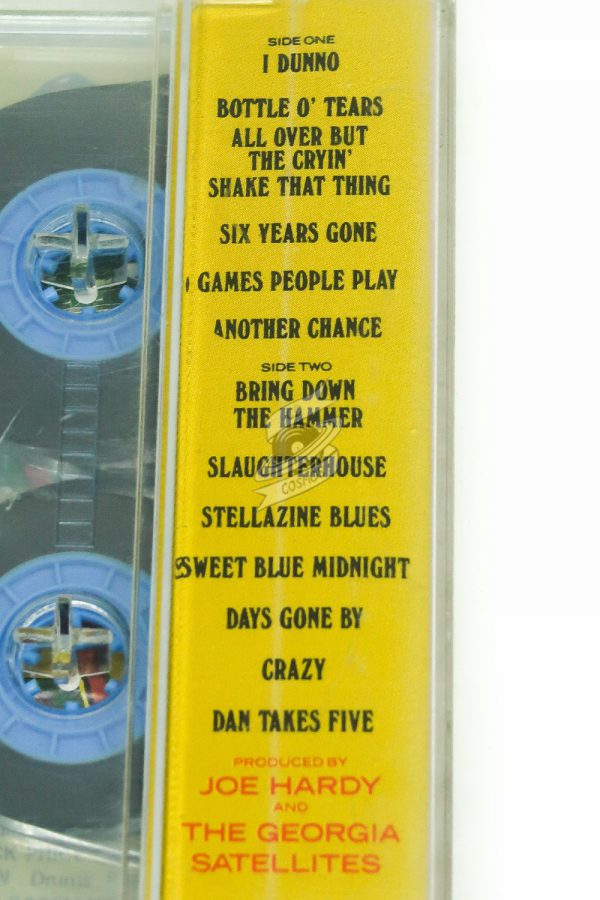 SIDE ONE
I DUNNO
BOTTLE O' TEARS
ALL OVER BUT
THE CRYIN'
SHAKE THAT THING
SIX YEARS GONE
GAMES PEOPLE PLAY
ANOTHER CHANCE
SIDE TWO
BRING DOWN
THE HAMMER
SLAUGHTERHOUSE
STELLAZINE BLUES
SWEET BLUE MIDNIGHT
DAYS GONE BY
CRAZY
DAN TAKES FIVE
PRODUCED BY
JOE HARDY
AND
THE GEORGIA
SATELLITES
Drums